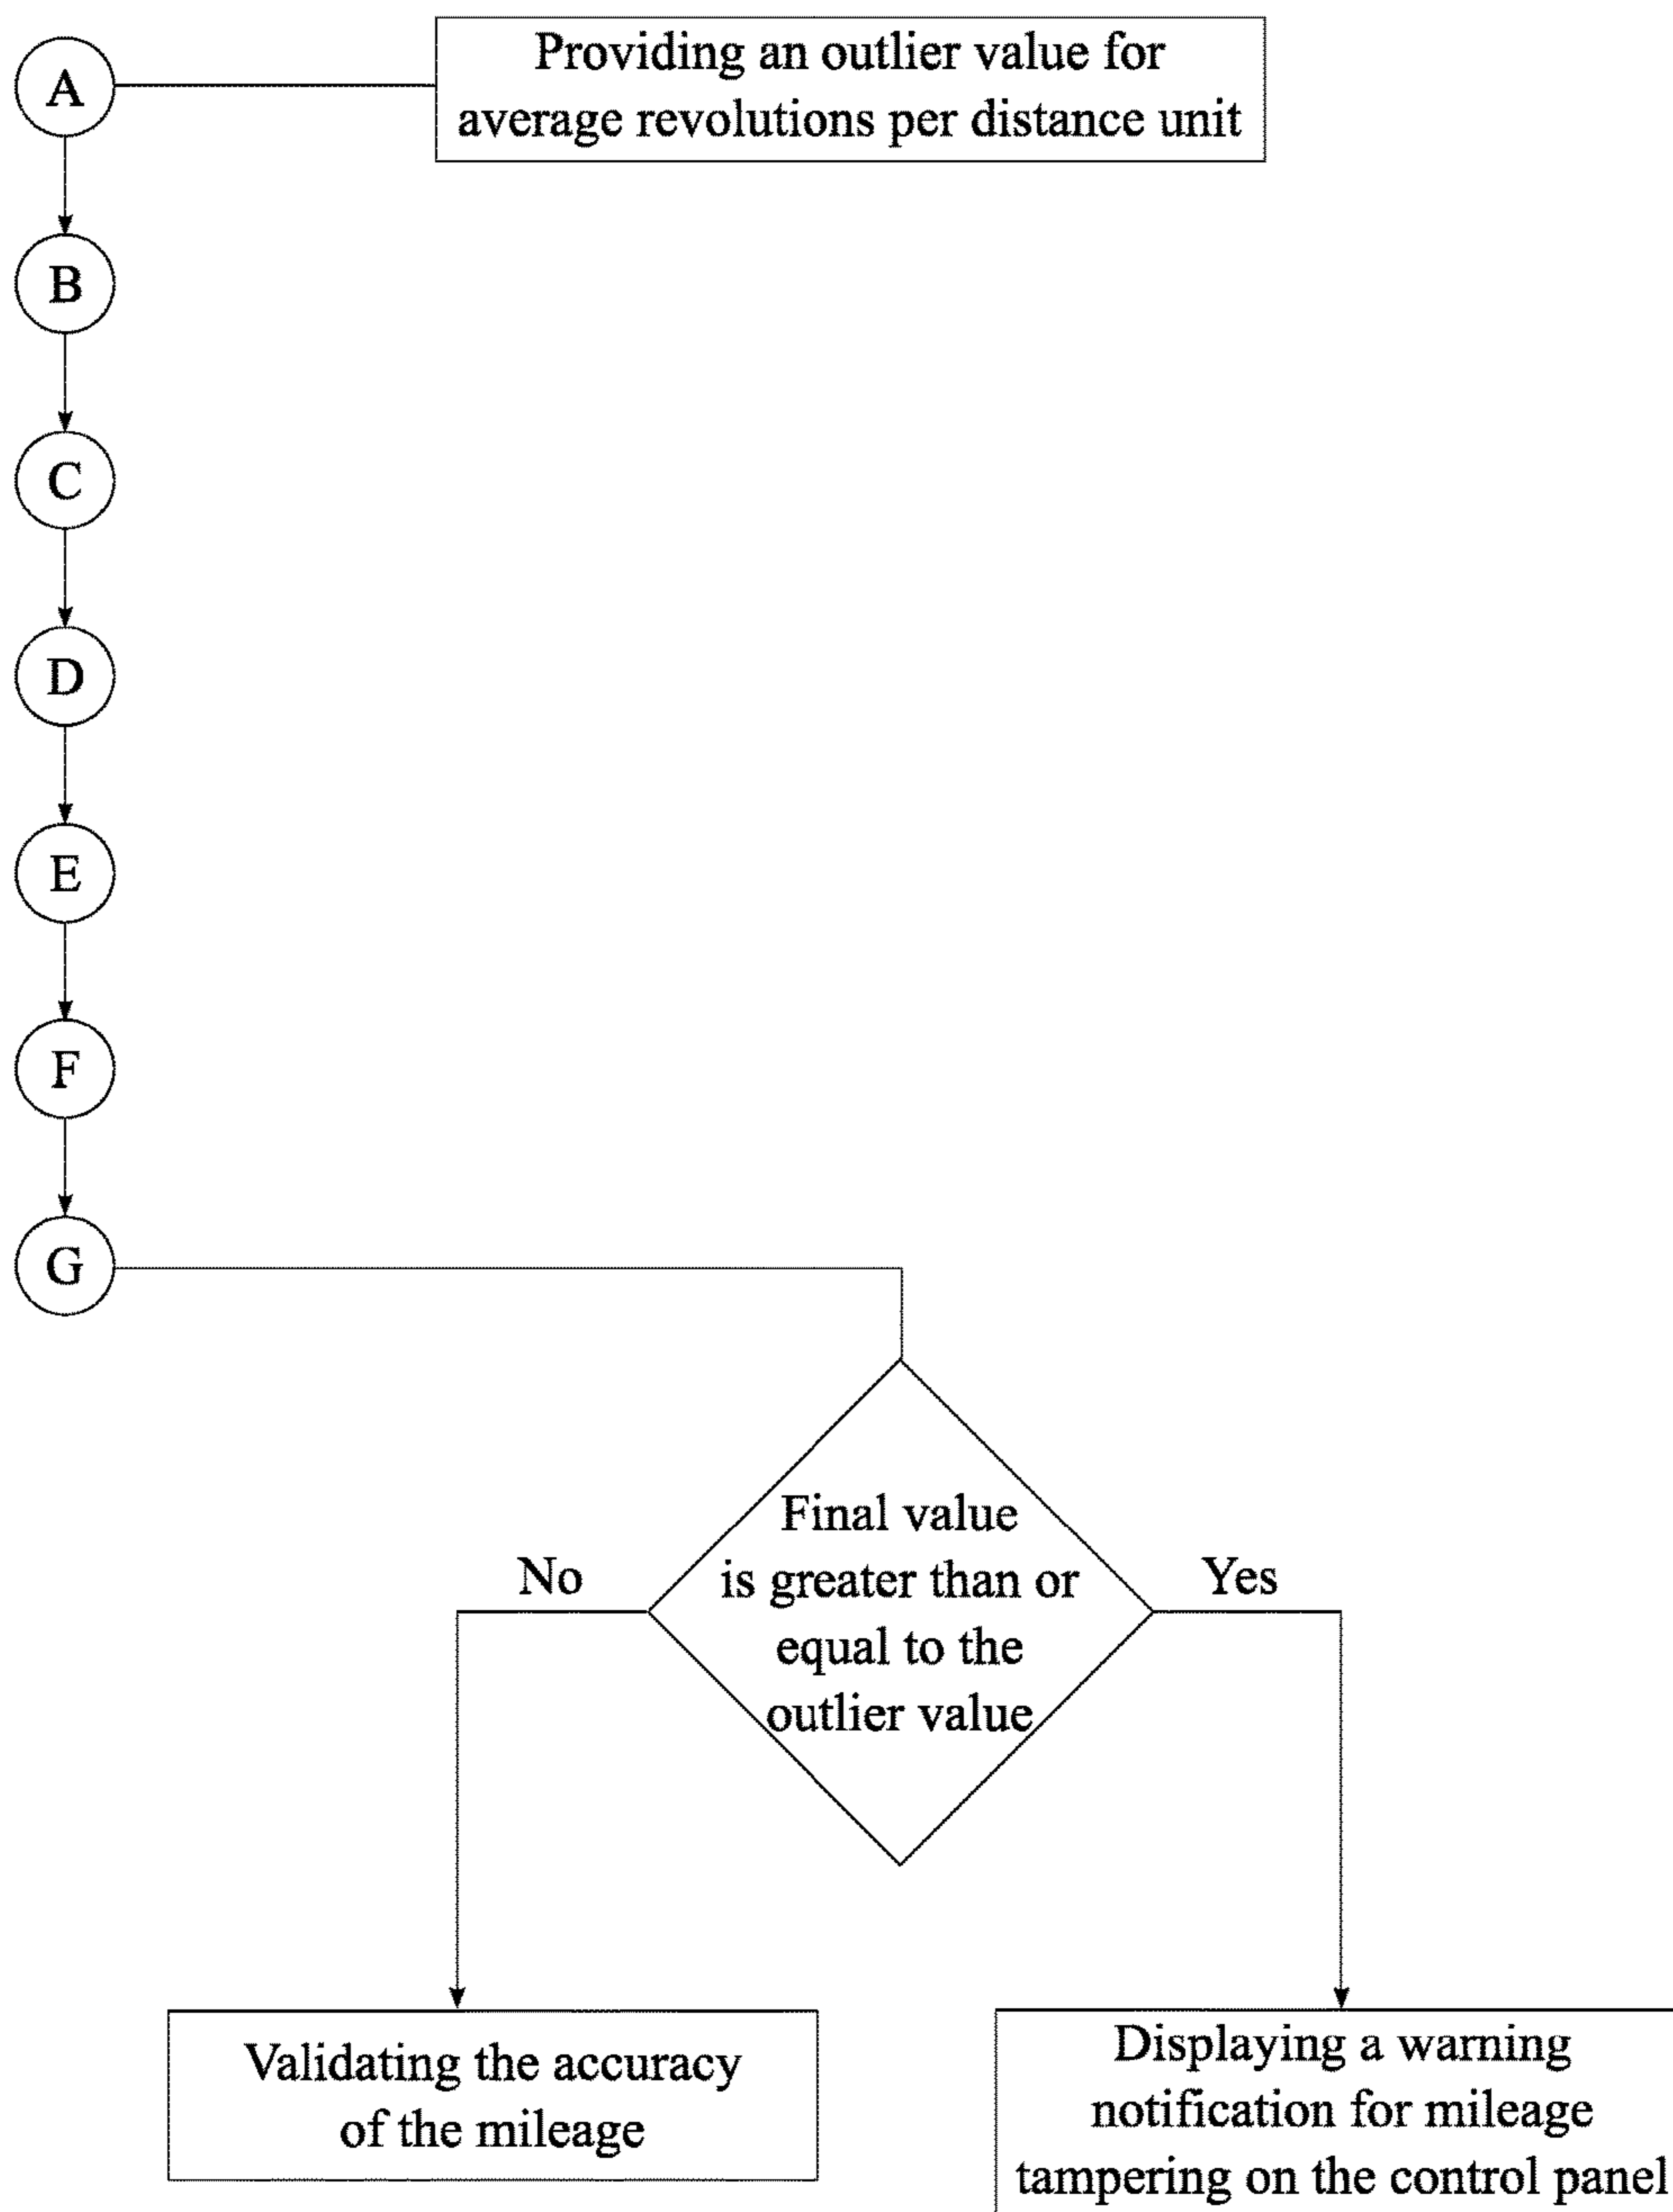 A
Providing an outlier value for
average revolutions per distance unit
B
C
D
E
F
G
Final value
is greater than or
equal to the
outlier value
No
Yes
Validating the accuracy
of the mileage
Displaying a warning
notification for mileage
tampering on the control panel